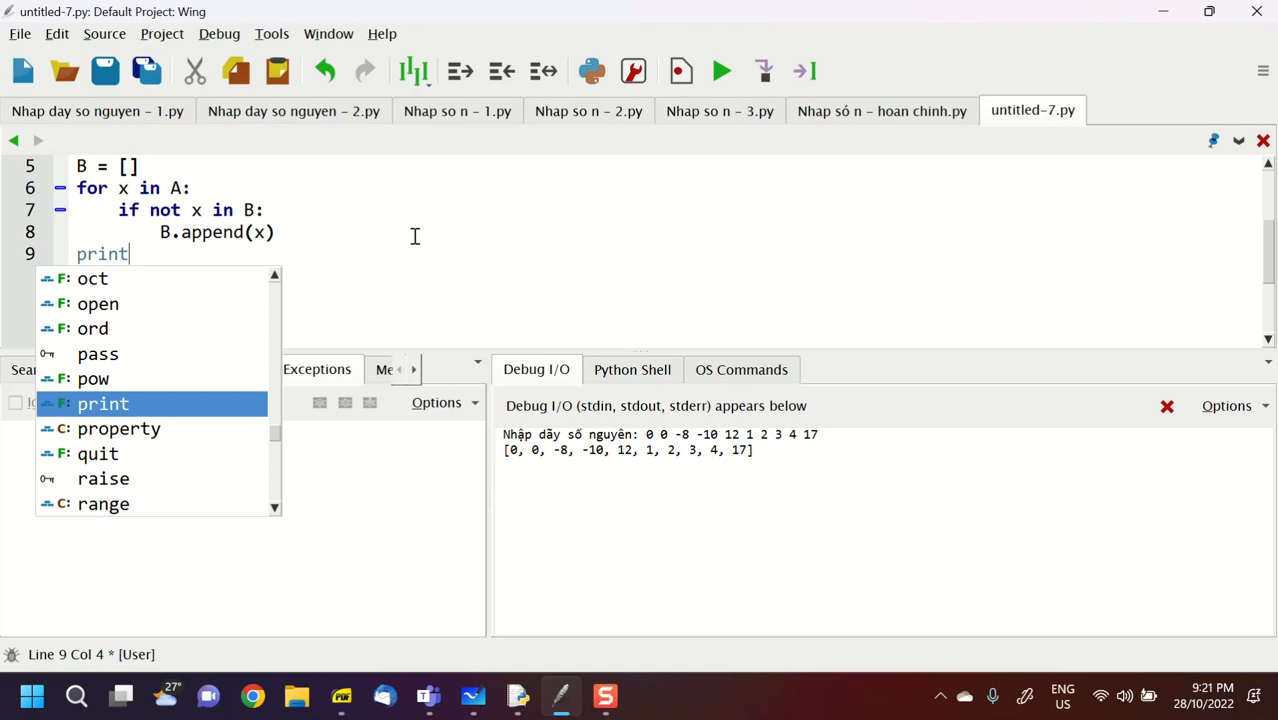 untitled-7.py: Default Project: Wing
File Edit Source Project Debug Tools Window Help
Nhap day so nguyen - 1.py Nhap day so nguyen - 2.py Nhap so n - 1.py Nhap so n - 2.py Nhap so n - 3.py Nhap só n - hoan chinh.py untitled-7.py
5 B = []
6 for x in A:
7 if not x in B:
8 B.append(x)
9 print
F: oct
F: open
F: ord
pass
F: pow
F: print
C: property
F: quit
raise
C: range
Sear Exceptions Me
Options
Debug I/O Python Shell OS Commands
Debug I/O (stdin, stdout, stderr) appears below Options
Nhập dãy số nguyên: 0 0 -8 -10 12 1 2 3 4 17
[0, 0, -8, -10, 12, 1, 2, 3, 4, 17]
Line 9 Col 4 * [User]
27° PDF S ENG US 9:21 PM 28/10/2022